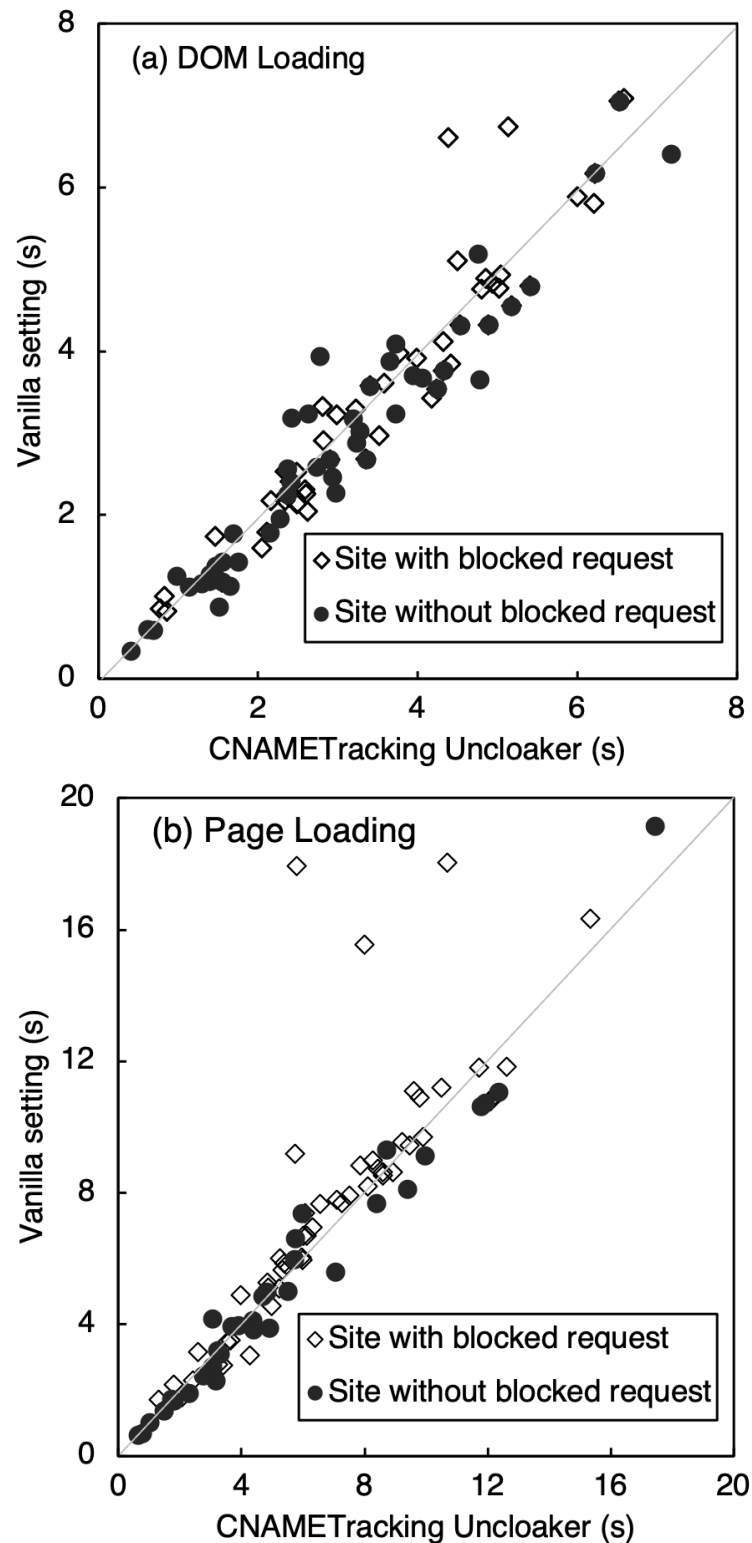 (a) DOM Loading
8
6
4
2
0
Vanilla setting (s)
Site with blocked request
Site without blocked request
0 2 4 6 8
CNAMETracking Uncloaker (s)
(b) Page Loading
20
16
12
8
4
0
Vanilla setting (s)
Site with blocked request
Site without blocked request
0 4 8 12 16 20
CNAMETracking Uncloaker (s)